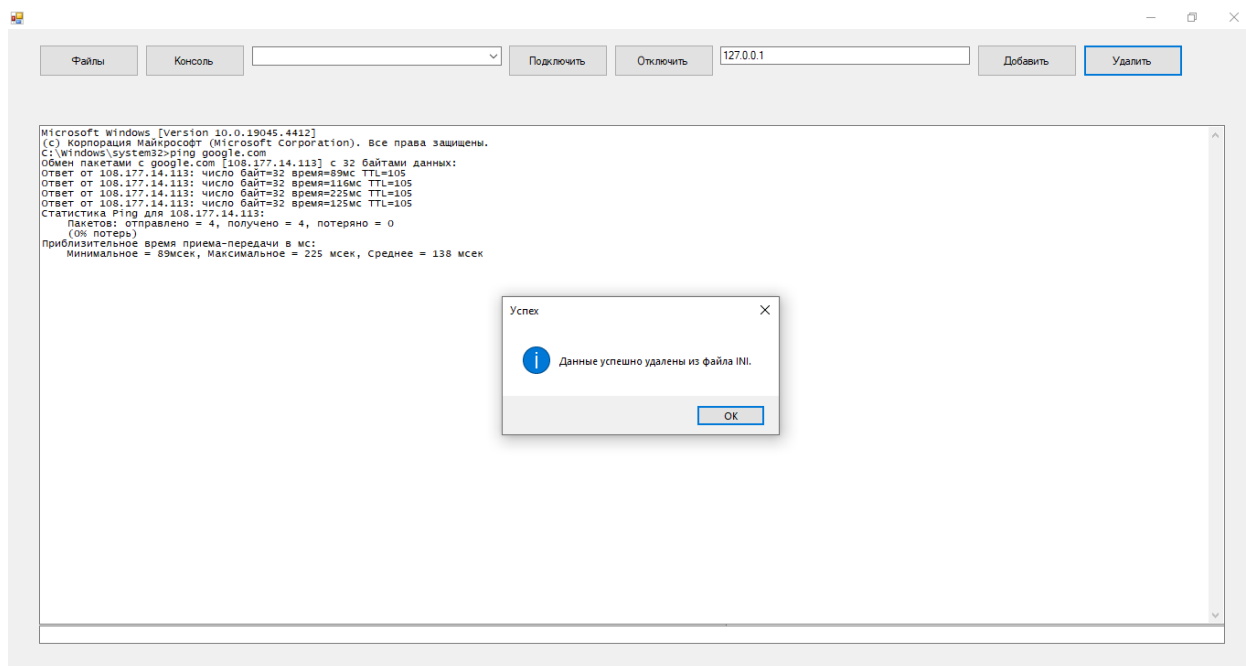 Файлы
Консоль
Подключить
Отключить
127.0.0.1
Добавить
Удалить
Microsoft Windows [Version 10.0.19045.4412]
(c) Корпорация Майкрософт (Microsoft Corporation). Все права защищены.
C:\Windows\system32>ping google.com
Обмен пакетами с google.com [108.177.14.113] с 32 байтами данных:
Ответ от 108.177.14.113: число байт=32 время=89мс TTL=105
Ответ от 108.177.14.113: число байт=32 время=116мс TTL=105
Ответ от 108.177.14.113: число байт=32 время=225мс TTL=105
Ответ от 108.177.14.113: число байт=32 время=125мс TTL=105
Статистика Ping для 108.177.14.113:
Пакетов: отправлено = 4, получено = 4, потеряно = 0
(0% потерь)
Приблизительное время приема-передачи в мс:
Минимальное = 89мсек, Максимальное = 225 мсек, Среднее = 138 мсек
Успех
Данные успешно удалены из файла INI.
OK